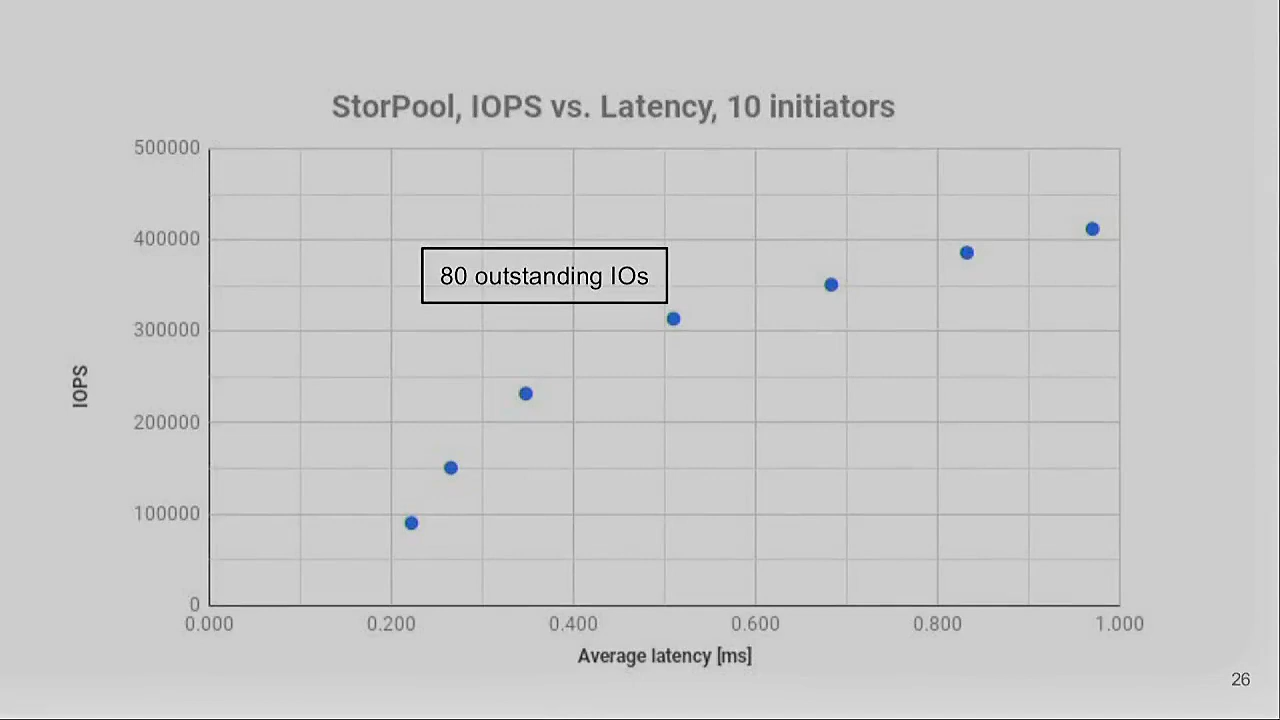 StorPool, IOPS vs. Latency, 10 initiators
500000
400000
300000
200000
100000
0
IOPS
80 outstanding IOs
0.000 0.200 0.400 0.600 0.800 1.000
Average latency [ms]
26